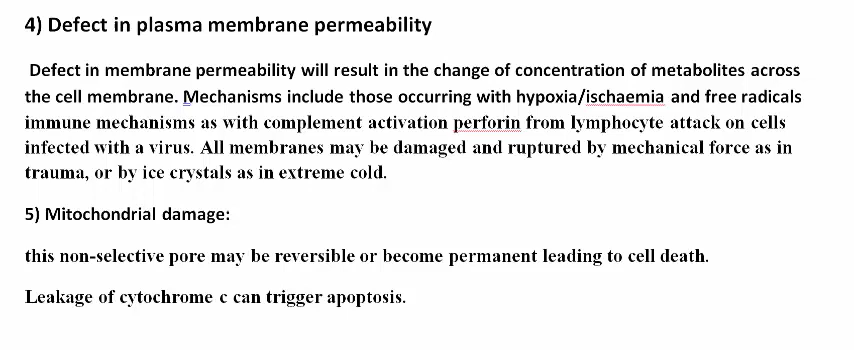 4) Defect in plasma membrane permeability
Defect in membrane permeability will result in the change of concentration of metabolites across
the cell membrane. Mechanisms include those occurring with hypoxia/ischaemia and free radicals
immune mechanisms as with complement activation perforin from lymphocyte attack on cells
infected with a virus. All membranes may be damaged and ruptured by mechanical force as in
trauma, or by ice crystals as in extreme cold.
5) Mitochondrial damage:
this non-selective pore may be reversible or become permanent leading to cell death.
Leakage of cytochrome c can trigger apoptosis.